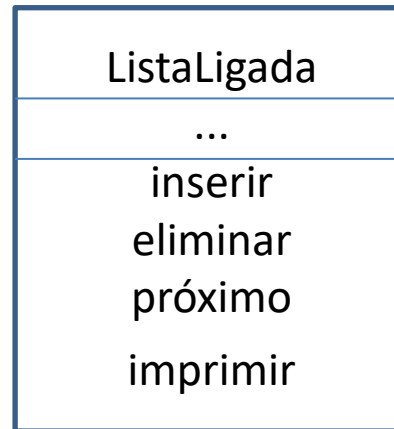 ListaLigada
...
inserir
eliminar
próximo
imprimir